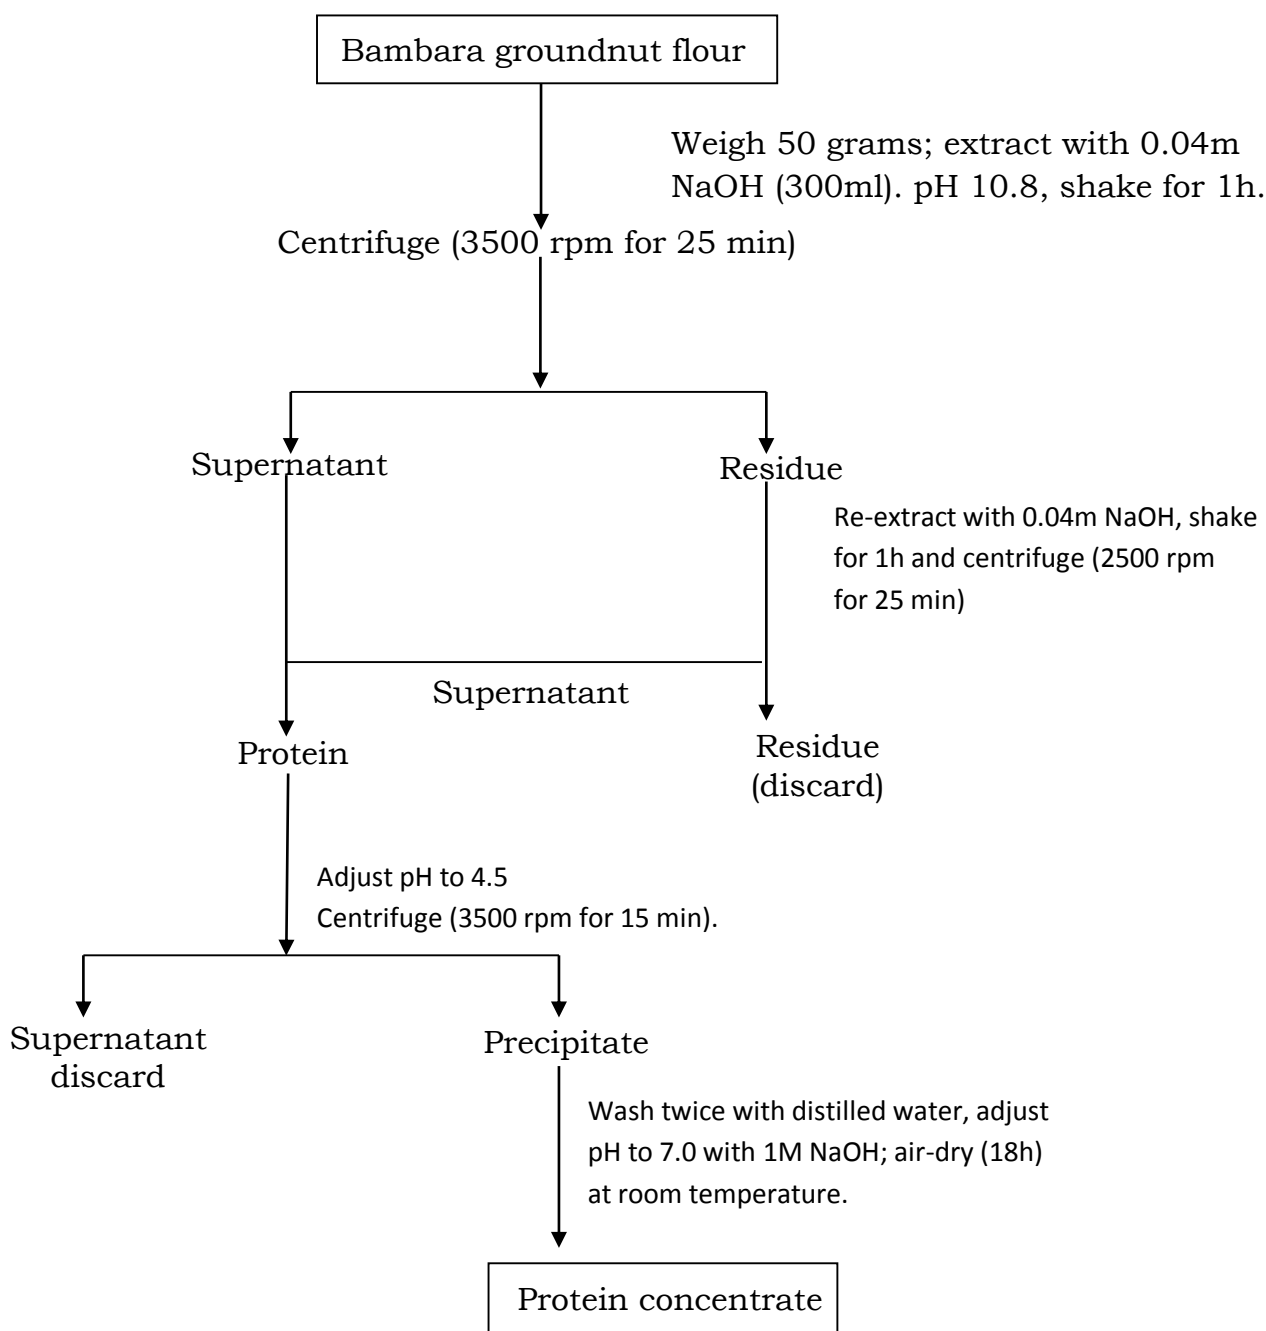 Bambara groundnut flour
Weigh 50 grams; extract with 0.04m
NaOH (300ml). pH 10.8, shake for 1h.
Centrifuge (3500 rpm for 25 min)
Supernatant
Residue
Re-extract with 0.04m NaOH, shake
for 1h and centrifuge (2500 rpm
for 25 min)
Supernatant
Protein
Residue
(discard)
Adjust pH to 4.5
Centrifuge (3500 rpm for 15 min).
Supernatant
discard
Precipitate
Wash twice with distilled water, adjust
pH to 7.0 with 1M NaOH; air-dry (18h)
at room temperature.
Protein concentrate